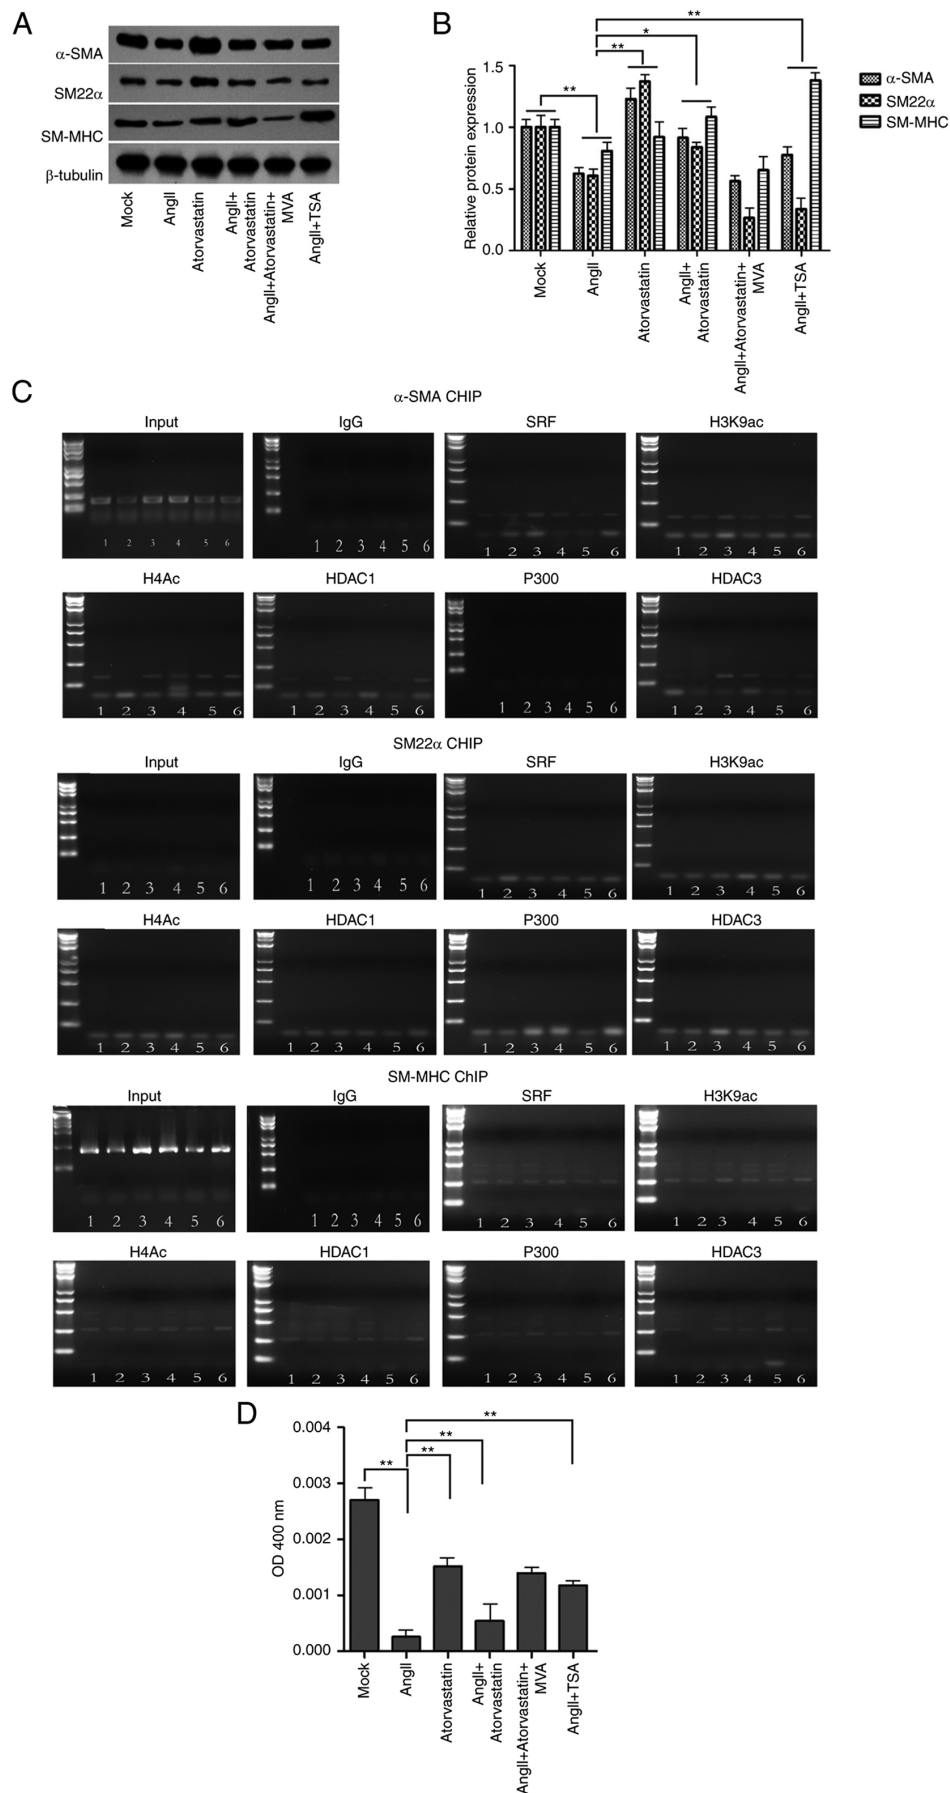 A
α-SMA
SM22α
SM-MHC
β-tubulin
Mock
AngII
Atorvastatin
AngII+
Atorvastatin
AngII+Atorvastatin+
MVA
AngII+TSA
B
Relative protein expression
1.5
1.0
0.5
0.0
**
**
*
**
α-SMA
SM22α
SM-MHC
Mock
AngII
Atorvastatin
AngII+
Atorvastatin
AngII+Atorvastatin+
MVA
AngII+TSA
C
α-SMA CHIP
Input IgG SRF H3K9ac
1 2 3 4 5 6 1 2 3 4 5 6 1 2 3 4 5 6 1 2 3 4 5 6
H4Ac HDAC1 P300 HDAC3
1 2 3 4 5 6 1 2 3 4 5 6 1 2 3 4 5 6 1 2 3 4 5 6
SM22α CHIP
Input IgG SRF H3K9ac
1 2 3 4 5 6 1 2 3 4 5 6 1 2 3 4 5 6 1 2 3 4 5 6
H4Ac HDAC1 P300 HDAC3
1 2 3 4 5 6 1 2 3 4 5 6 1 2 3 4 5 6 1 2 3 4 5 6
SM-MHC ChIP
Input IgG SRF H3K9ac
1 2 3 4 5 6 1 2 3 4 5 6 1 2 3 4 5 6 1 2 3 4 5 6
H4Ac HDAC1 P300 HDAC3
1 2 3 4 5 6 1 2 3 4 5 6 1 2 3 4 5 6 1 2 3 4 5 6
D
OD 400 nm
0.004
0.003
0.002
0.001
0.000
**
**
**
**
Mock
AngII
Atorvastatin
AngII+
Atorvastatin
AngII+Atorvastatin+
MVA
AngII+TSA